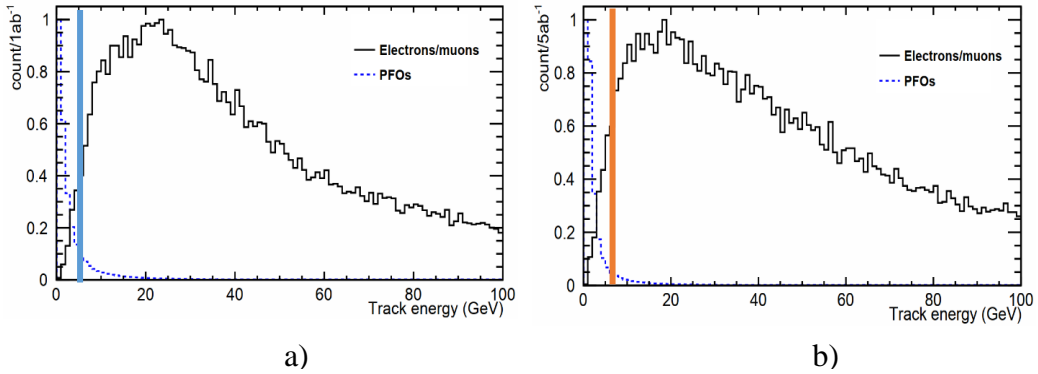 count/1ab⁻¹
1
0.8
0.6
0.4
0.2
0
0 20 40 60 80 100
Track energy (GeV)
Electrons/muons
PFOs
a)
count/5ab⁻¹
1
0.8
0.6
0.4
0.2
0
0 20 40 60 80 100
Track energy (GeV)
Electrons/muons
PFOs
b)